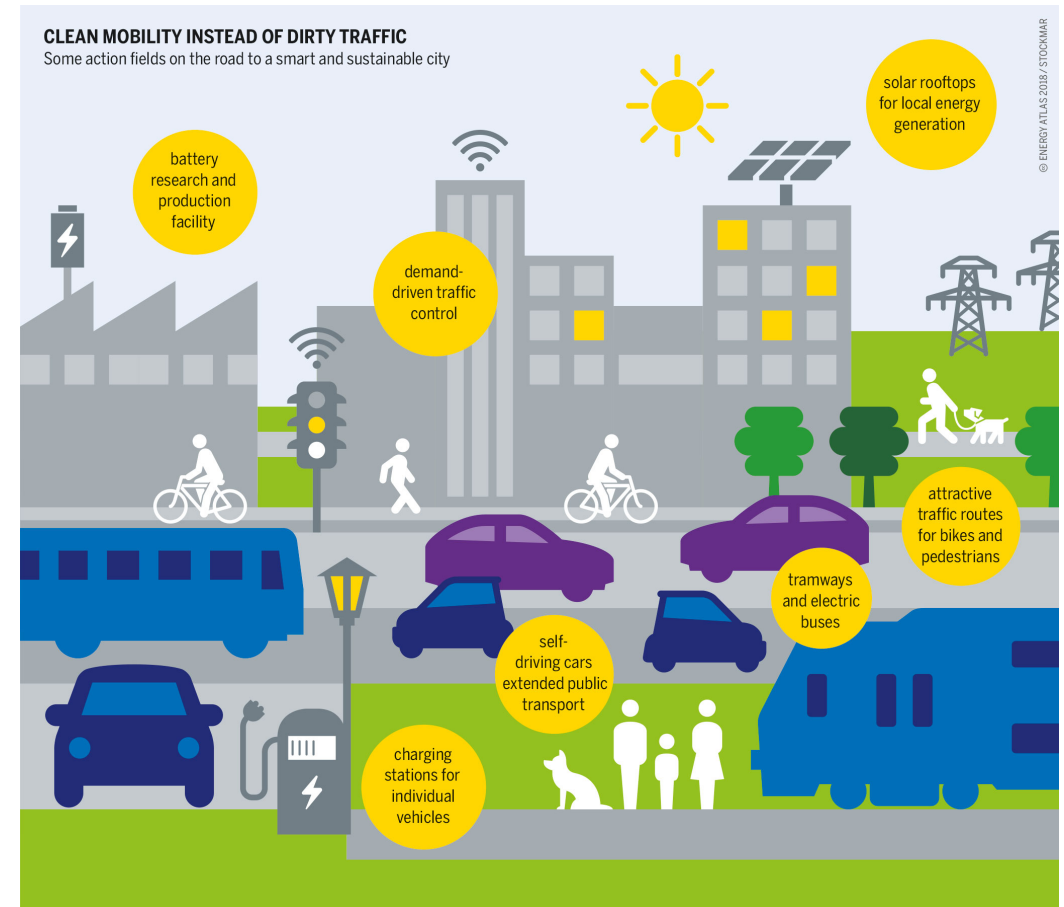 CLEAN MOBILITY INSTEAD OF DIRTY TRAFFIC
Some action fields on the road to a smart and sustainable city
© ENERGY ATLAS 2018 / STOCKMAR
solar rooftops
for local energy
generation
battery
research and
production
facility
demand-
driven traffic
control
attractive
traffic routes
for bikes and
pedestrians
tramways
and electric
buses
self-
driving cars
extended public
transport
charging
stations for
individual
vehicles